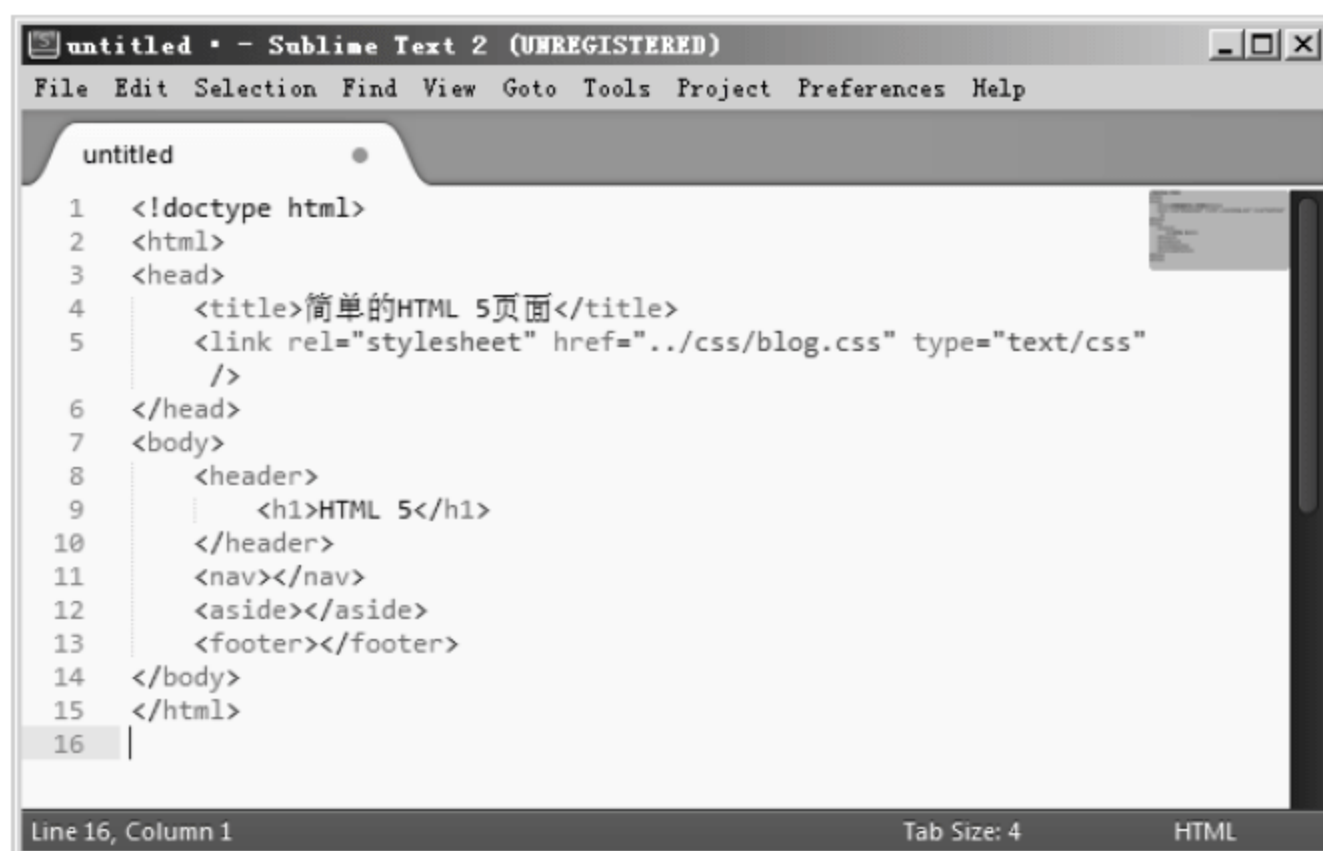 untitled • - Sublime Text 2 (UNREGISTERED)
File Edit Selection Find View Goto Tools Project Preferences Help
untitled
1 <!doctype html>
2 <html>
3 <head>
4 <title>简单的HTML 5页面</title>
5 <link rel="stylesheet" href="../css/blog.css" type="text/css"
/>
6 </head>
7 <body>
8 <header>
9 <h1>HTML 5</h1>
10 </header>
11 <nav></nav>
12 <aside></aside>
13 <footer></footer>
14 </body>
15 </html>
16
Line 16, Column 1 Tab Size: 4 HTML